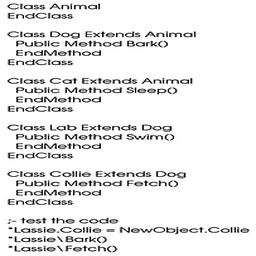 Class Animal
EndClass
Class Dog Extends Animal
Public Method Bark()
EndMethod
EndClass
Class Cat Extends Animal
Public Method Sleep()
EndMethod
EndClass
Class Lab Extends Dog
Public Method Swim()
EndMethod
EndClass
Class Collie Extends Dog
Public Method Fetch()
EndMethod
EndClass
;- test the code
*Lassie.Collie = NewObject.Collie
*Lassie\Bark()
*Lassie\Fetch()